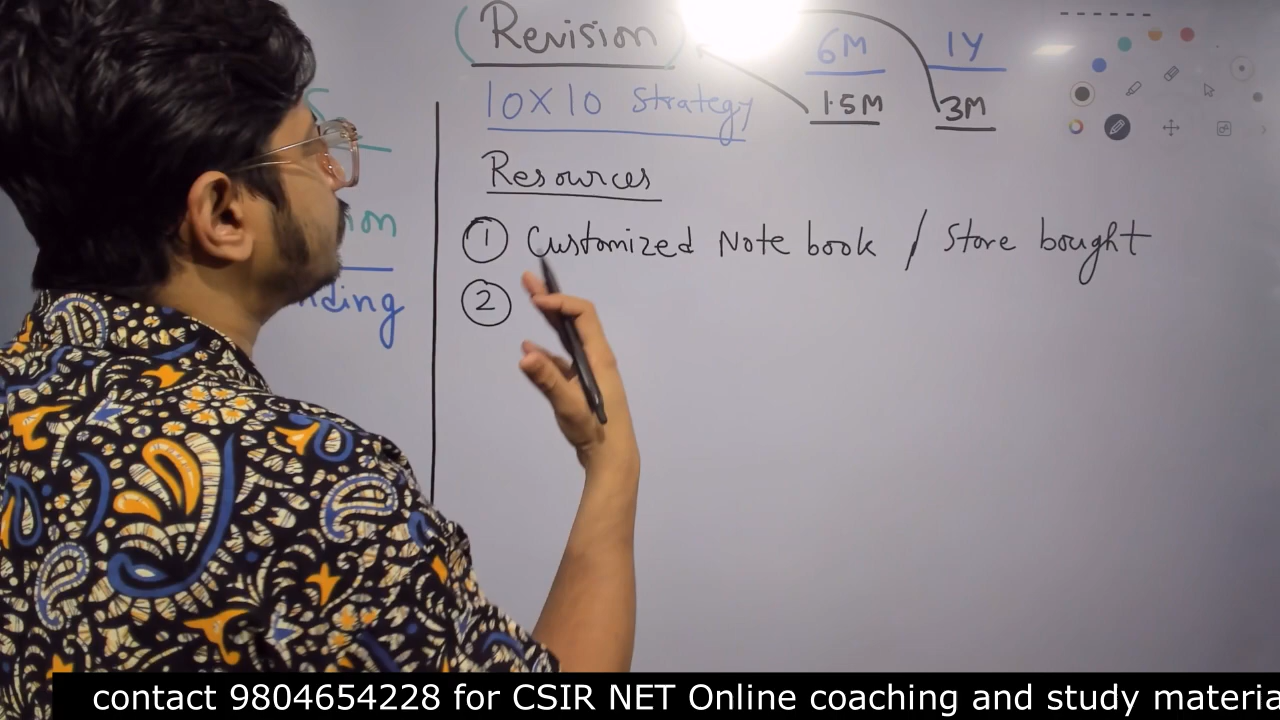 Revision
6M 1Y
10X10 Strategy
1.5M 3M
Resources
① Customized Note book / Store bought
②
contact 9804654228 for CSIR NET Online coaching and study materia